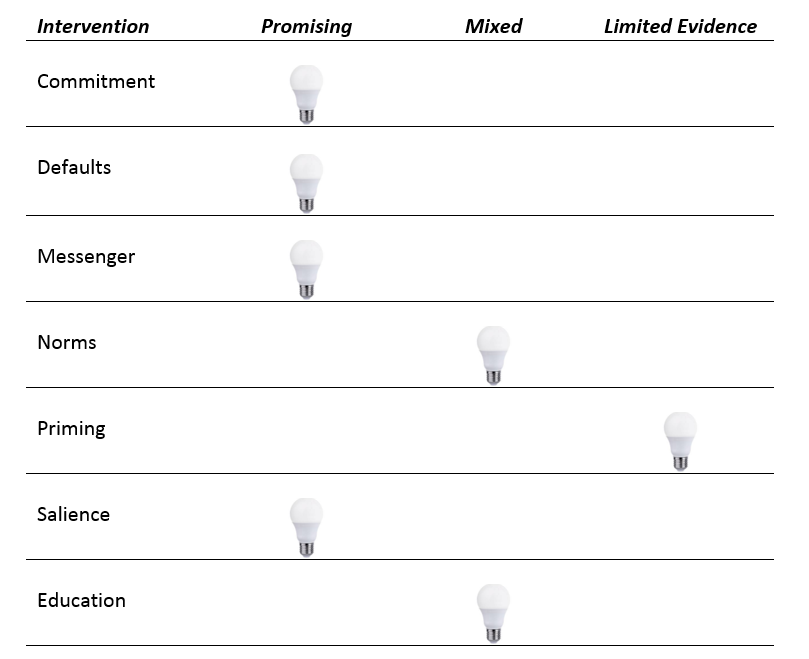 Intervention Promising Mixed Limited Evidence
Commitment
Defaults
Messenger
Norms
Priming
Salience
Education